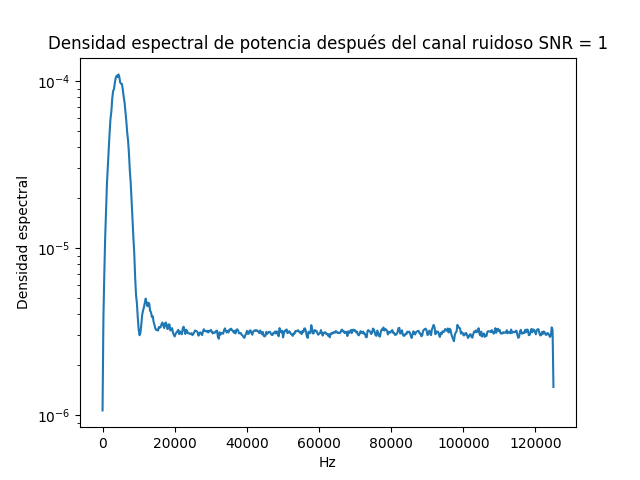 Densidad espectral de potencia después del canal ruidoso SNR = 1
Densidad espectral
10⁻⁴
10⁻⁵
10⁻⁶
0 20000 40000 60000 80000 100000 120000
Hz